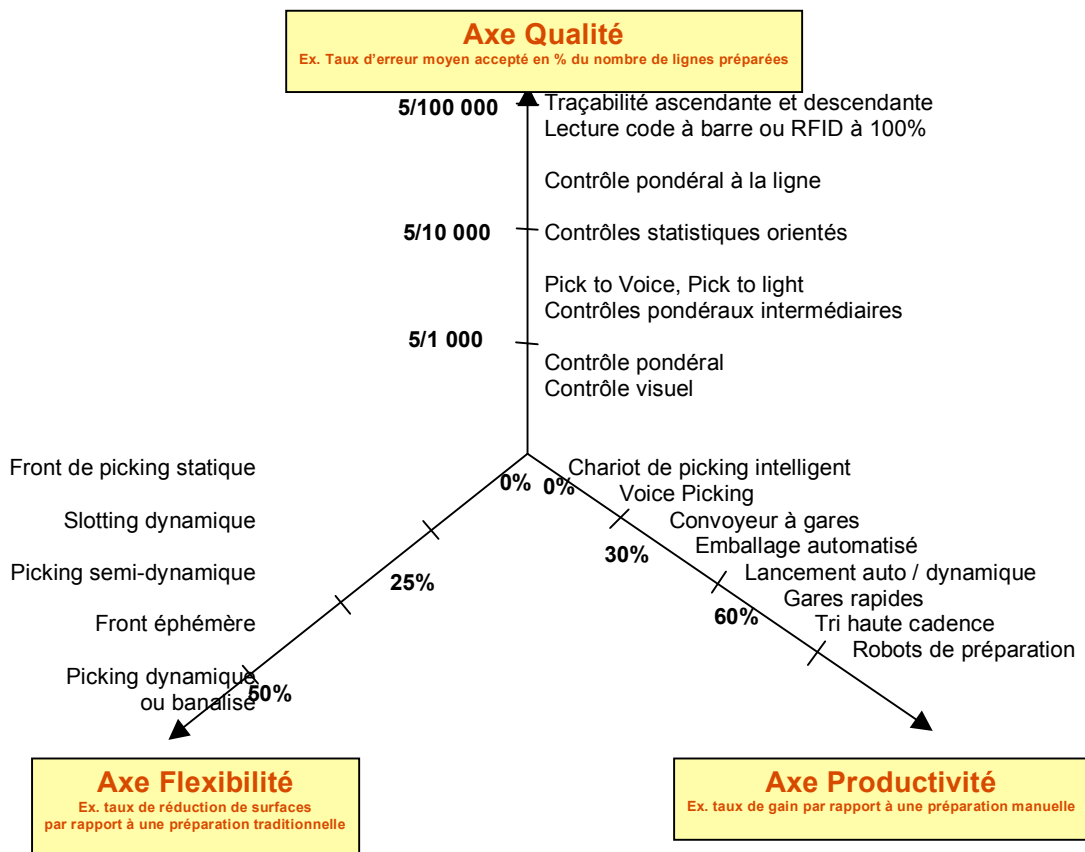 Axe Qualité
Ex. Taux d'erreur moyen accepté en % du nombre de lignes préparées
5/100 000
Traçabilité ascendante et descendante
Lecture code à barre ou RFID à 100%
Contrôle pondéral à la ligne
5/10 000
Contrôles statistiques orientés
Pick to Voice, Pick to light
Contrôles pondéraux intermédiaires
5/1 000
Contrôle pondéral
Contrôle visuel
Front de picking statique
Slotting dynamique
Picking semi-dynamique
Front éphémère
Picking dynamique
ou banalisé
0%
25%
50%
0%
30%
60%
Chariot de picking intelligent
Voice Picking
Convoyeur à gares
Emballage automatisé
Lancement auto / dynamique
Gares rapides
Tri haute cadence
Robots de préparation
Axe Flexibilité
Ex. taux de réduction de surfaces
par rapport à une préparation traditionnelle
Axe Productivité
Ex. taux de gain par rapport à une préparation manuelle